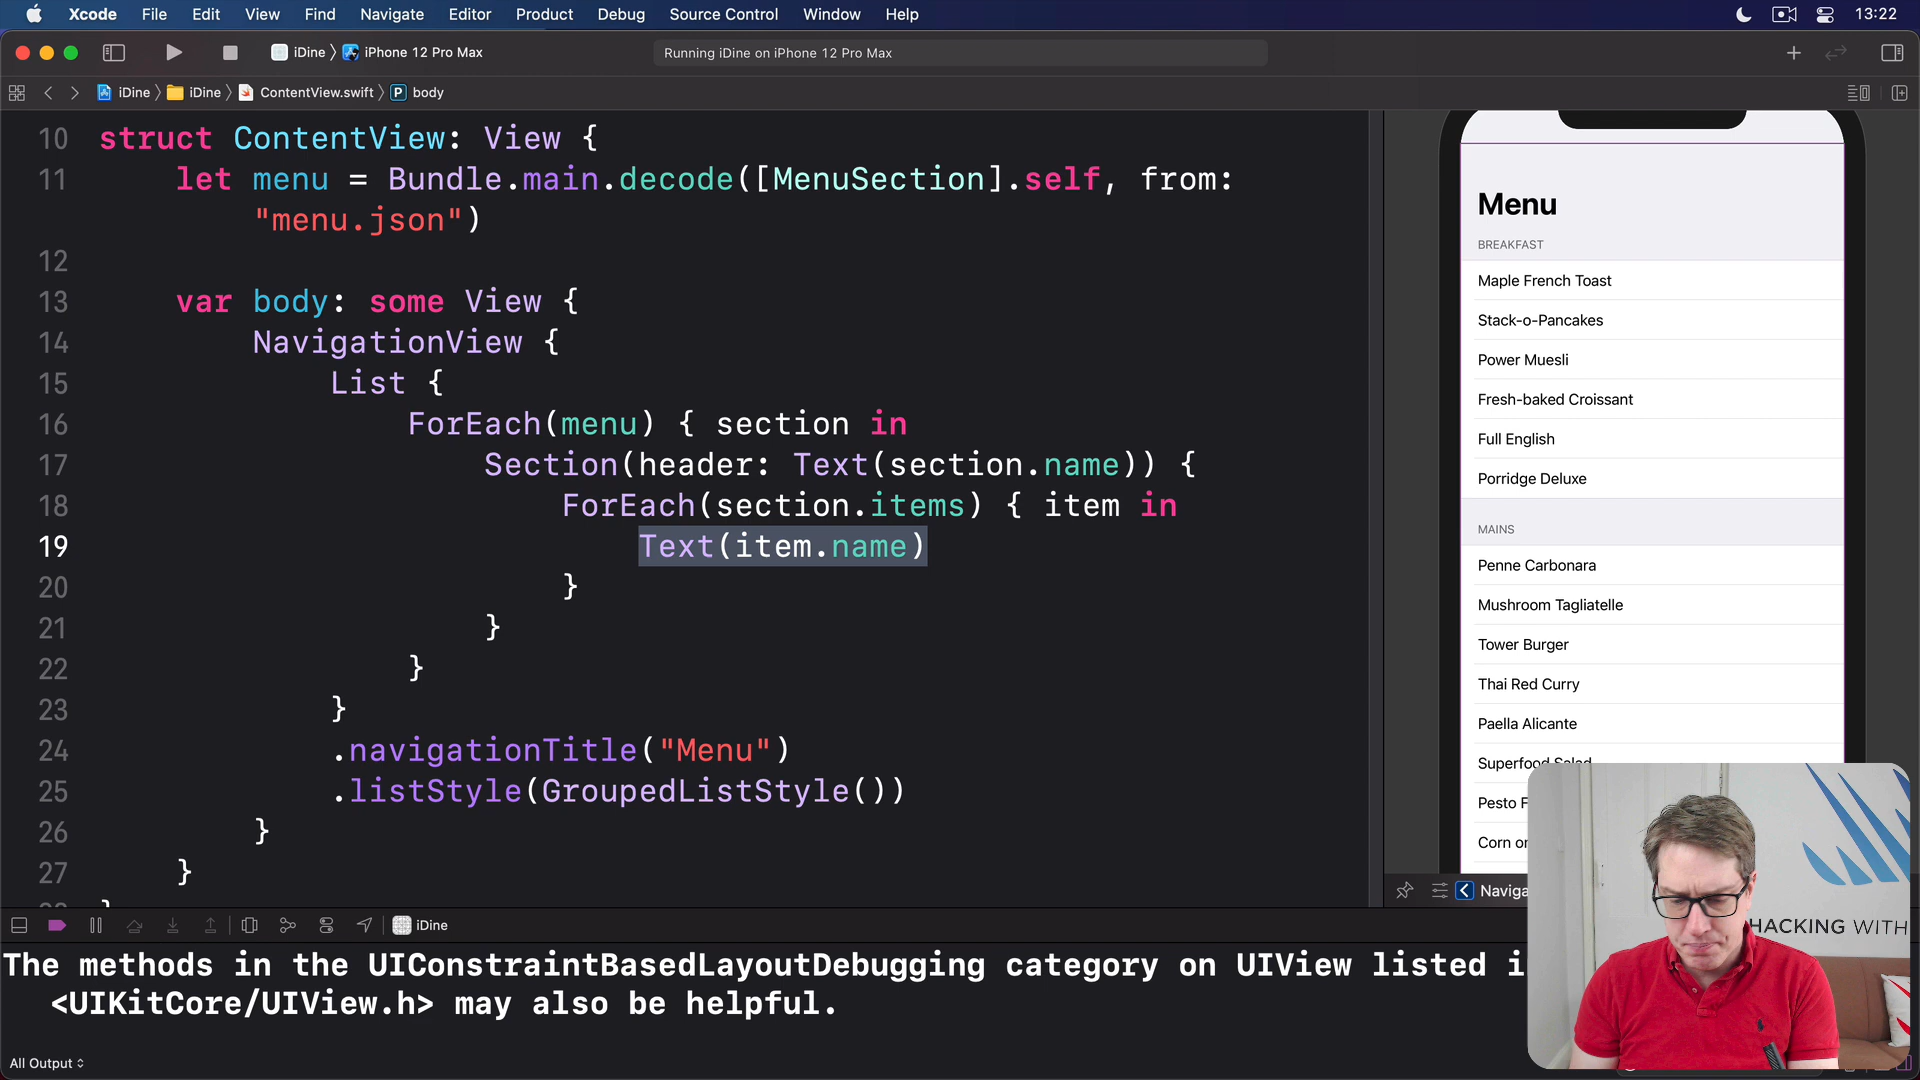 Xcode File Edit View Find Navigate Editor Product Debug Source Control Window Help 13:22
iDine iPhone 12 Pro Max Running iDine on iPhone 12 Pro Max
iDine iDine ContentView.swift P body
10 struct ContentView: View {
11 let menu = Bundle.main.decode([MenuSection].self, from:
"menu.json")
12
13 var body: some View {
14 NavigationView {
15 List {
16 ForEach(menu) { section in
17 Section(header: Text(section.name)) {
18 ForEach(section.items) { item in
19 Text(item.name)
20 }
21 }
22 }
23 }
24 .navigationTitle("Menu")
25 .listStyle(GroupedListStyle())
26 }
27 }
Menu
BREAKFAST
Maple French Toast
Stack-o-Pancakes
Power Muesli
Fresh-baked Croissant
Full English
Porridge Deluxe
MAINS
Penne Carbonara
Mushroom Tagliatelle
Tower Burger
Thai Red Curry
Paella Alicante
Superfood Salad
Pesto
Corn
Naviga
HACKING WITH
iDine
The methods in the UIConstraintBasedLayoutDebugging category on UIView listed i
<UIKitCore/UIView.h> may also be helpful.
All Output